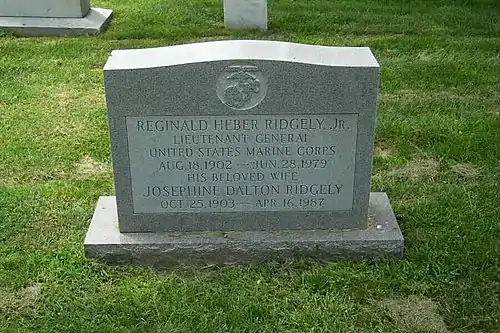 REGINALD HEBER RIDGELY, JR.
LIEUTENANT GENERAL
UNITED STATES MARINE CORPS
AUG.18,1902 — JUN.28,1979
HIS BELOVED WIFE
JOSEPHINE DALTON RIDGELY
OCT.25,1903 — APR.16,1987